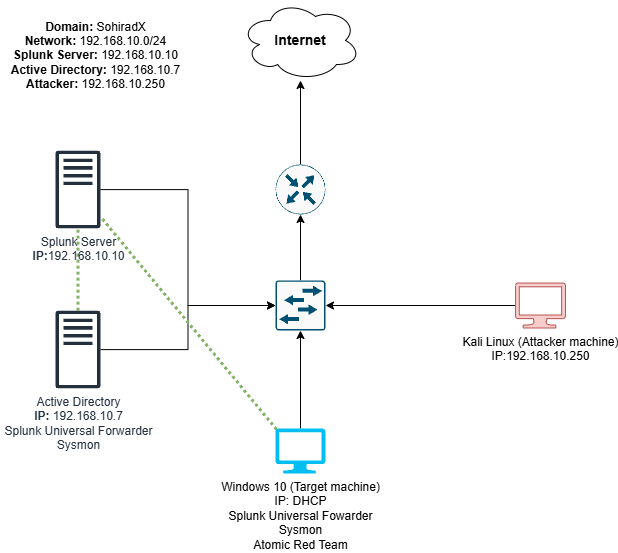 Domain: SohiradX
Network: 192.168.10.0/24
Splunk Server: 192.168.10.10
Active Directory: 192.168.10.7
Attacker: 192.168.10.250
Internet
Splunk Server
IP:192.168.10.10
Kali Linux (Attacker machine)
IP:192.168.10.250
Active Directory
IP: 192.168.10.7
Splunk Universal Forwarder
Sysmon
Windows 10 (Target machine)
IP: DHCP
Splunk Universal Fowarder
Sysmon
Atomic Red Team